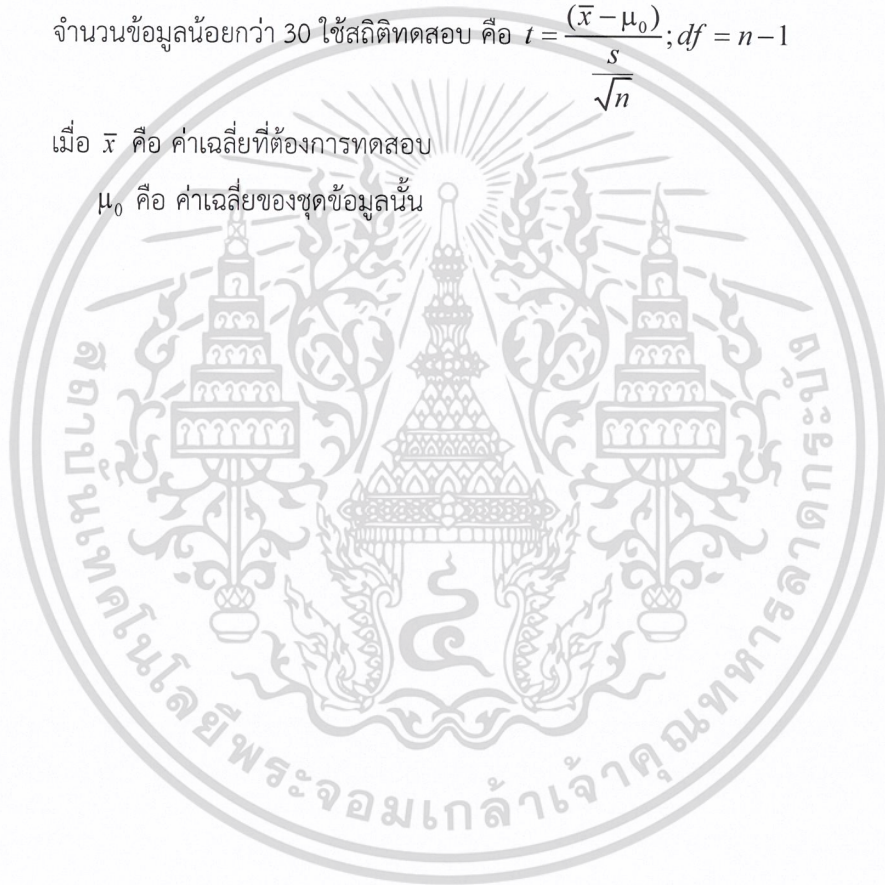 จำนวนข้อมูลน้อยกว่า 30 ใช้สถิติทดสอบ คือ t = (x̄ − μ₀) / (s / √n) ; df = n − 1
เมื่อ x̄ คือ ค่าเฉลี่ยที่ต้องการทดสอบ
μ₀ คือ ค่าเฉลี่ยของชุดข้อมูลนั้น
สถาบันเทคโนโลยีพระจอมเกล้าเจ้าคุณทหารลาดกระบัง